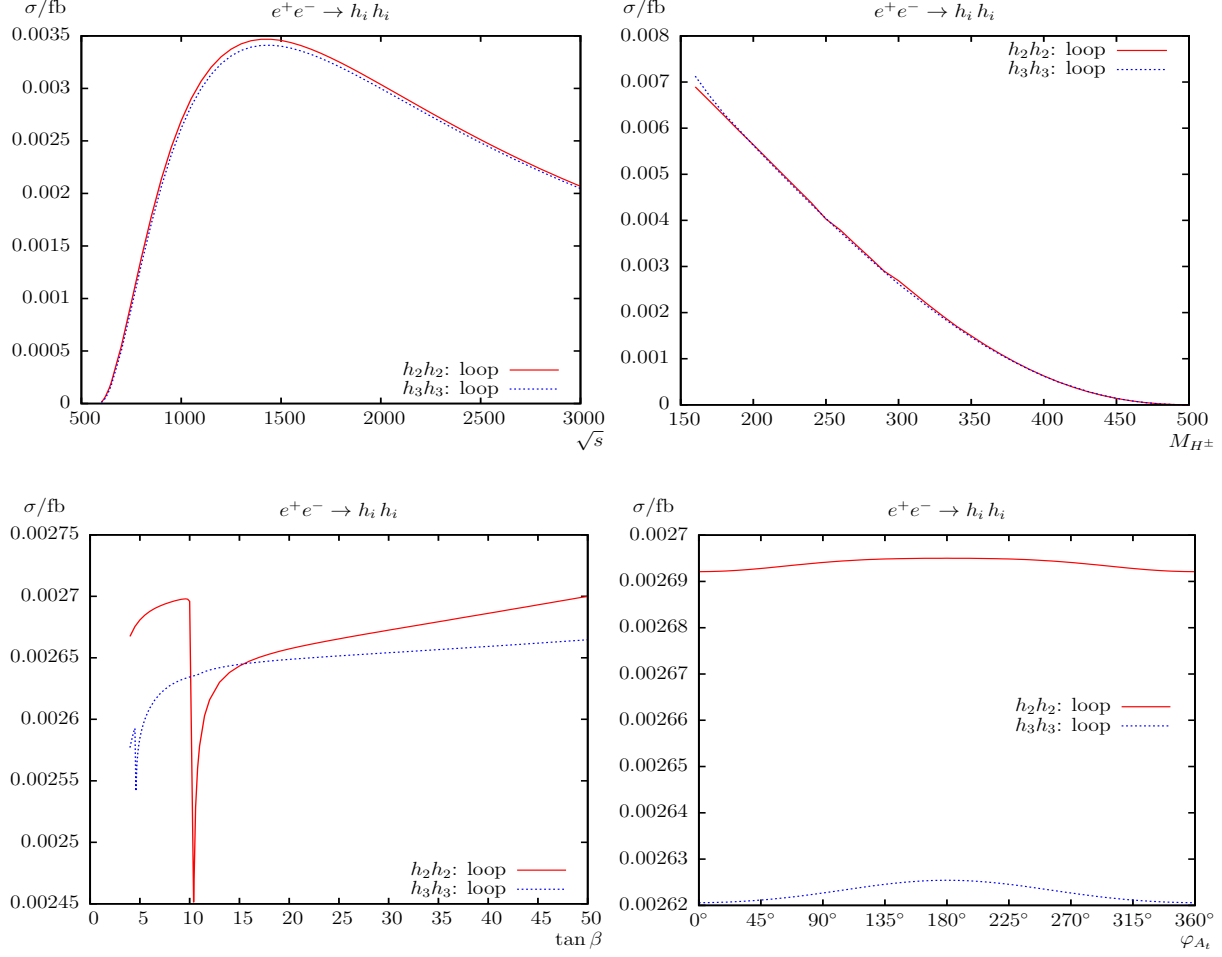 σ/fb
e⁺e⁻ → hᵢ hᵢ
0.0035
0.003
0.0025
0.002
0.0015
0.001
0.0005
0
h₂h₂: loop
h₃h₃: loop
500 1000 1500 2000 2500 3000
√s
σ/fb
e⁺e⁻ → hᵢ hᵢ
0.008
0.007
0.006
0.005
0.004
0.003
0.002
0.001
0
h₂h₂: loop
h₃h₃: loop
150 200 250 300 350 400 450 500
M_{H^±}
σ/fb
e⁺e⁻ → hᵢ hᵢ
0.00275
0.0027
0.00265
0.0026
0.00255
0.0025
0.00245
h₂h₂: loop
h₃h₃: loop
0 5 10 15 20 25 30 35 40 45 50
tan β
σ/fb
e⁺e⁻ → hᵢ hᵢ
0.0027
0.00269
0.00268
0.00267
0.00266
0.00265
0.00264
0.00263
0.00262
h₂h₂: loop
h₃h₃: loop
0° 45° 90° 135° 180° 225° 270° 315° 360°
φ_{A_t}